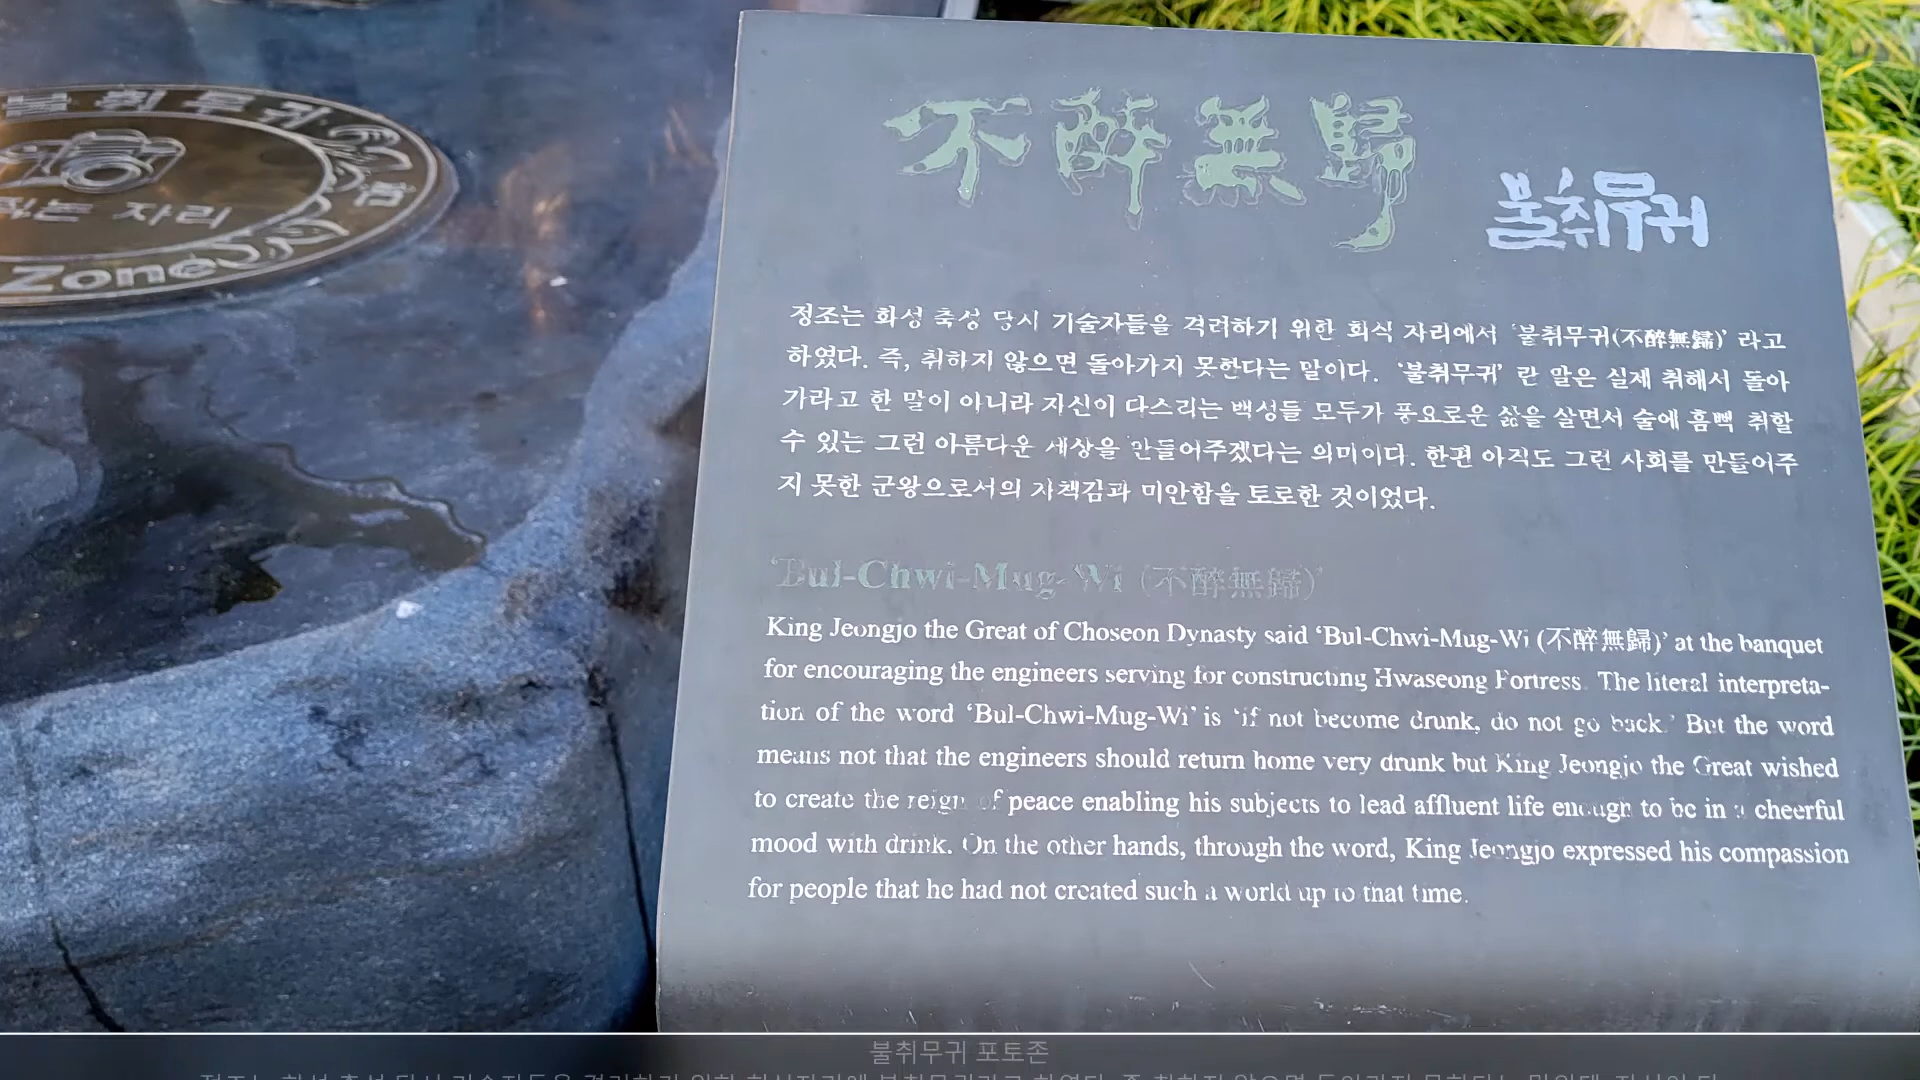 불취무귀
찍는 자리
Zone
不醉無歸
불취무귀
정조는 화성 축성 당시 기술자들을 격려하기 위한 회식 자리에서 ‘불취무귀(不醉無歸)’ 라고
하였다. 즉, 취하지 않으면 돌아가지 못한다는 말이다. ‘불취무귀’ 란 말은 실제 취해서 돌아
가라고 한 말이 아니라 자신이 다스리는 백성들 모두가 풍요로운 삶을 살면서 술에 흠뻑 취할
수 있는 그런 아름다운 세상을 만들어주겠다는 의미이다. 한편 아직도 그런 사회를 만들어주
지 못한 군왕으로서의 자책감과 미안함을 토로한 것이었다.
‘Bul-Chwi-Mug-Wi (不醉無歸)’
King Jeongjo the Great of Choseon Dynasty said ‘Bul-Chwi-Mug-Wi (不醉無歸)’ at the banquet
for encouraging the engineers serving for constructing Hwaseong Fortress. The literal interpreta-
tion of the word ‘Bul-Chwi-Mug-Wi’ is ‘if not become drunk, do not go back.’ But the word
means not that the engineers should return home very drunk but King Jeongjo the Great wished
to create the reign of peace enabling his subjects to lead affluent life enough to be in a cheerful
mood with drink. On the other hands, through the word, King Jeongjo expressed his compassion
for people that he had not created such a world up to that time.
불취무귀 포토존